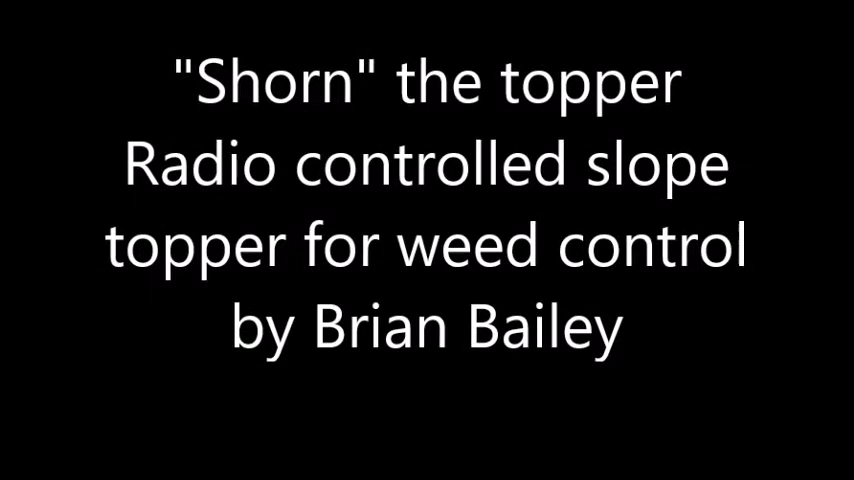 "Shorn" the topper
Radio controlled slope
topper for weed control
by Brian Bailey